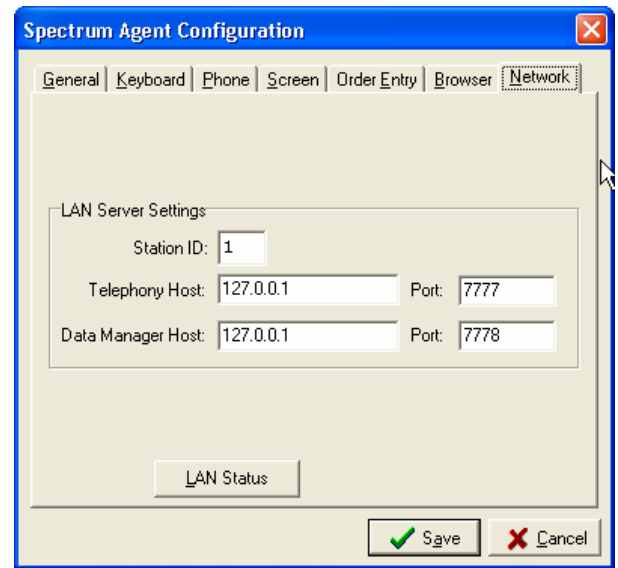 Spectrum Agent Configuration
General Keyboard Phone Screen Order Entry Browser Network
LAN Server Settings
Station ID: 1
Telephony Host: 127.0.0.1 Port: 7777
Data Manager Host: 127.0.0.1 Port: 7778
LAN Status
Save Cancel